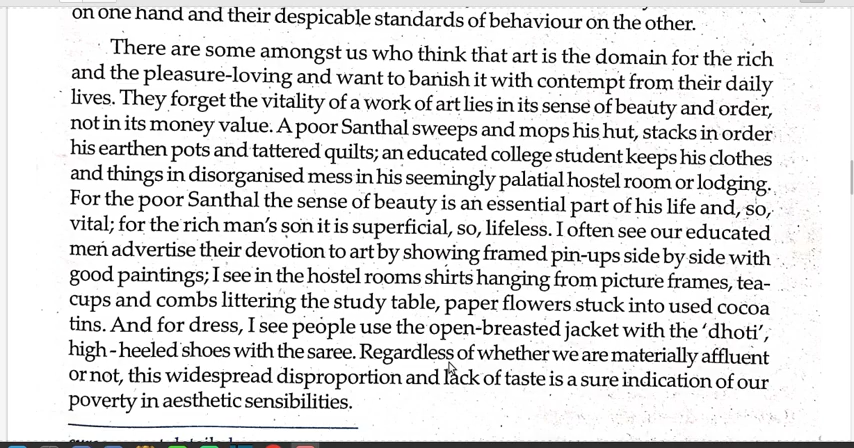 on one hand and their despicable standards of behaviour on the other.
There are some amongst us who think that art is the domain for the rich
and the pleasure-loving and want to banish it with contempt from their daily
lives. They forget the vitality of a work of art lies in its sense of beauty and order,
not in its money value. A poor Santhal sweeps and mops his hut, stacks in order
his earthen pots and tattered quilts; an educated college student keeps his clothes
and things in disorganised mess in his seemingly palatial hostel room or lodging.
For the poor Santhal the sense of beauty is an essential part of his life and, so,
vital; for the rich man's son it is superficial, so, lifeless. I often see our educated
men advertise their devotion to art by showing framed pin-ups side by side with
good paintings; I see in the hostel rooms shirts hanging from picture frames, tea-
cups and combs littering the study table, paper flowers stuck into used cocoa
tins. And for dress, I see people use the open-breasted jacket with the 'dhoti',
high-heeled shoes with the saree. Regardless of whether we are materially affluent
or not, this widespread disproportion and lack of taste is a sure indication of our
poverty in aesthetic sensibilities.